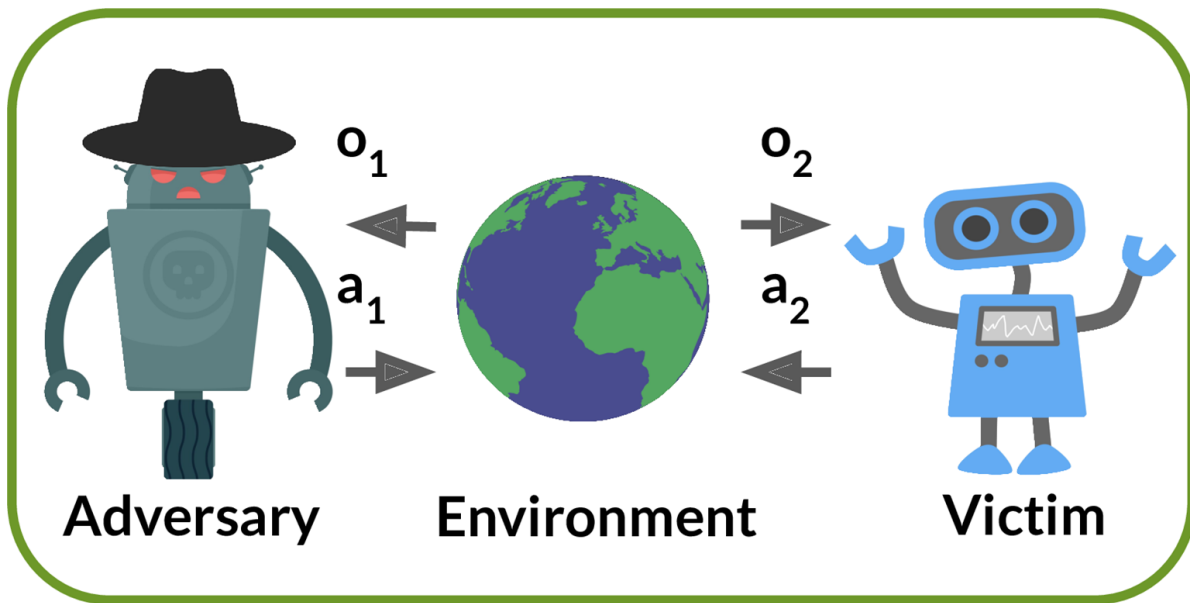 o₁ o₂
a₁ a₂
Adversary Environment Victim